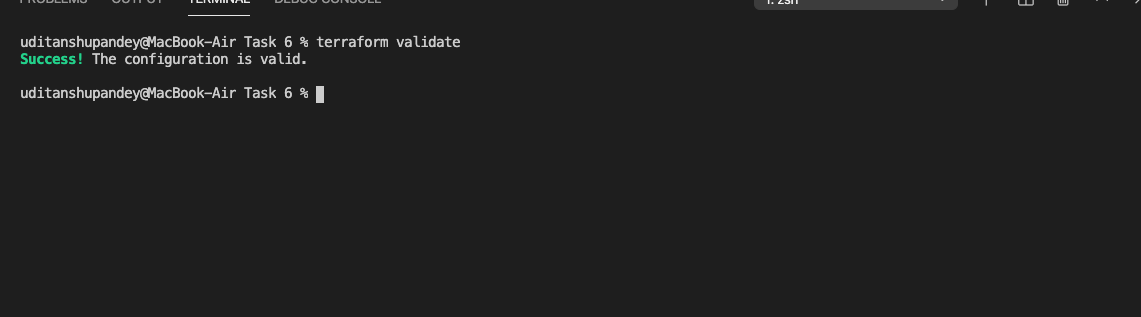 PROBLEMS OUTPUT TERMINAL DEBUG CONSOLE 1: zsh
uditanshupandey@MacBook-Air Task 6 % terraform validate
Success! The configuration is valid.
uditanshupandey@MacBook-Air Task 6 %